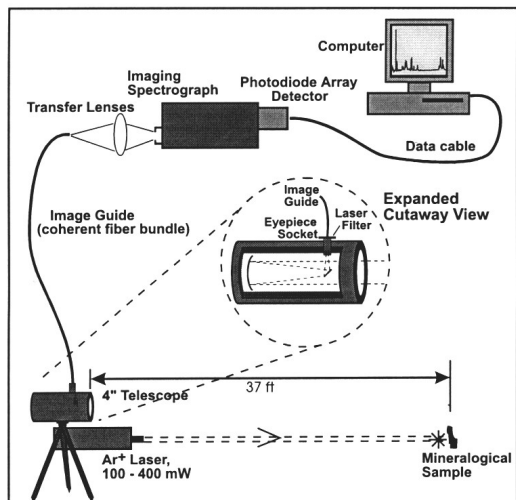 Computer
Imaging
Spectrograph
Photodiode Array
Detector
Transfer Lenses
Data cable
Image Guide
(coherent fiber bundle)
Image
Guide
Laser
Filter
Eyepiece
Socket
Expanded
Cutaway View
37 ft
4" Telescope
Ar+ Laser,
100 - 400 mW
Mineralogical
Sample